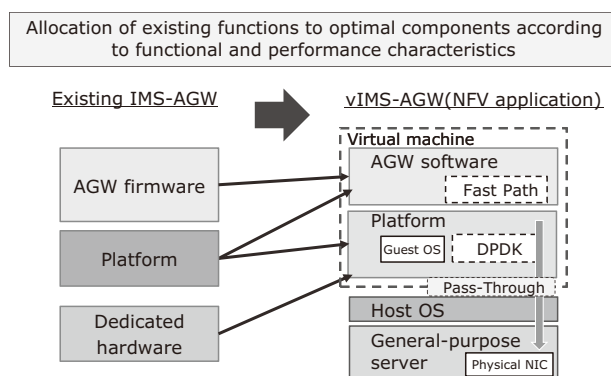 Allocation of existing functions to optimal components according
to functional and performance characteristics
Existing IMS-AGW
vIMS-AGW(NFV application)
Virtual machine
AGW firmware
AGW software
Fast Path
Platform
Platform
Guest OS
DPDK
Pass-Through
Host OS
Dedicated
hardware
General-purpose
server
Physical NIC